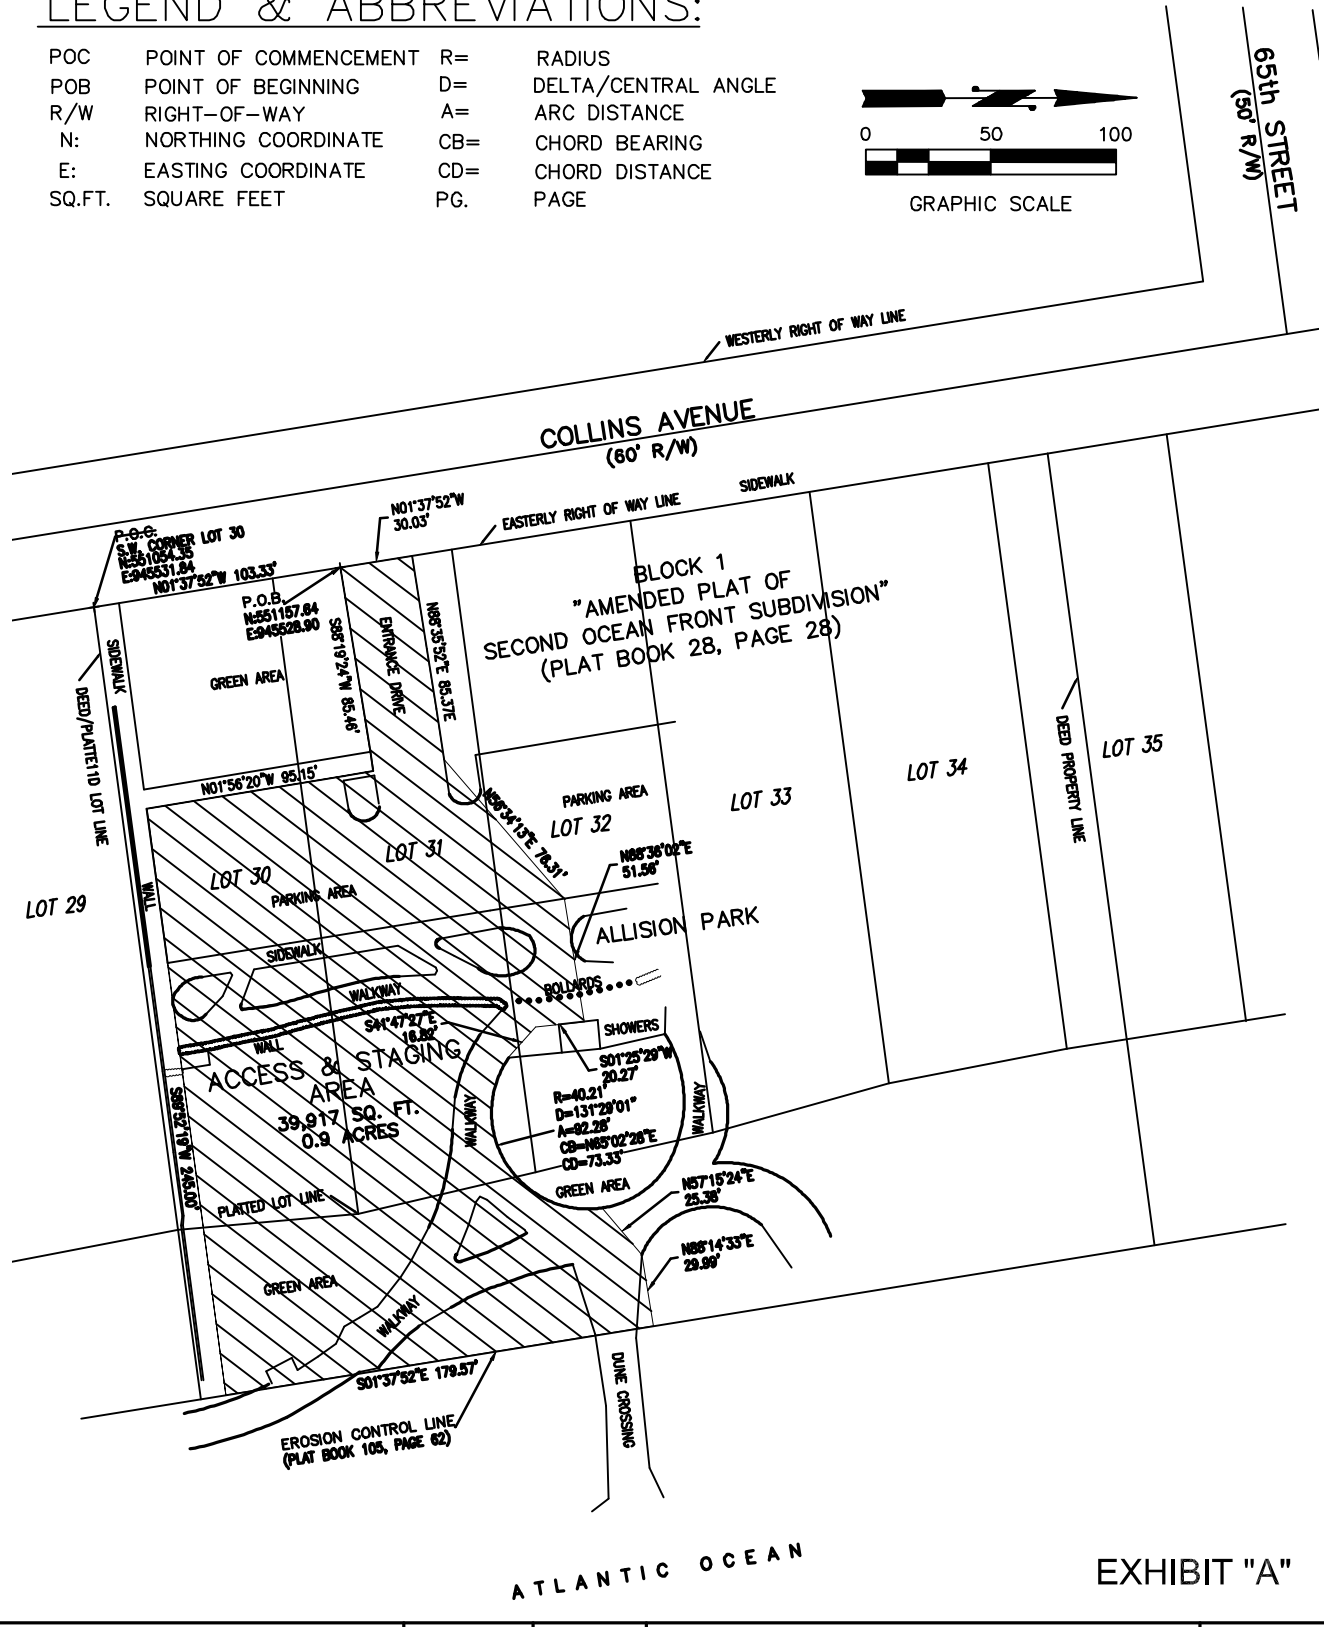 LEGEND & ABBREVIATIONS:
POC POINT OF COMMENCEMENT R= RADIUS
POB POINT OF BEGINNING D= DELTA/CENTRAL ANGLE
R/W RIGHT-OF-WAY A= ARC DISTANCE
N: NORTHING COORDINATE CB= CHORD BEARING
E: EASTING COORDINATE CD= CHORD DISTANCE
SQ.FT. SQUARE FEET PG. PAGE
0 50 100
GRAPHIC SCALE
65th STREET
(50' R/W)
WESTERLY RIGHT OF WAY LINE
COLLINS AVENUE
(60' R/W)
SIDEWALK
EASTERLY RIGHT OF WAY LINE
N01°37'52"W
30.03'
P.O.C.
S.W. CORNER LOT 30
N:551054.35
E:945531.84
N01°37'52"W 103.33'
P.O.B.
N:551157.64
E:945528.90
BLOCK 1
"AMENDED PLAT OF
SECOND OCEAN FRONT SUBDIVISION"
(PLAT BOOK 28, PAGE 28)
SIDEWALK
DEED/PLATTE11D LOT LINE
GREEN AREA
S88°19'24"W 85.46'
ENTRANCE DRIVE
N88°35'52"E 85.37E
N01°56'20"W 95.15'
PARKING AREA
N56°34'13"E 76.31'
LOT 32
LOT 33
LOT 34
LOT 35
DEED PROPERTY LINE
N88°36'02"E
51.56'
LOT 31
LOT 30
LOT 29
PARKING AREA
WALL
ALLISION PARK
SIDEWALK
WALKWAY
BOLLARDS
S41°47'27"E
16.82'
SHOWERS
WALL
ACCESS & STAGING
AREA
39,917 SQ. FT.
0.9 ACRES
S01°25'29"W
20.27'
R=40.21'
D=131°29'01"
A=92.28'
CB=N65°02'28"E
CD=73.33'
WALKWAY
WALKWAY
S89°52'19"W 245.00'
GREEN AREA
N57°15'24"E
25.38'
PLATTED LOT LINE
N88°14'33"E
29.99'
GREEN AREA
WALKWAY
S01°37'52"E 179.57'
DUNE CROSSING
EROSION CONTROL LINE
(PLAT BOOK 105, PAGE 62)
ATLANTIC OCEAN
EXHIBIT "A"